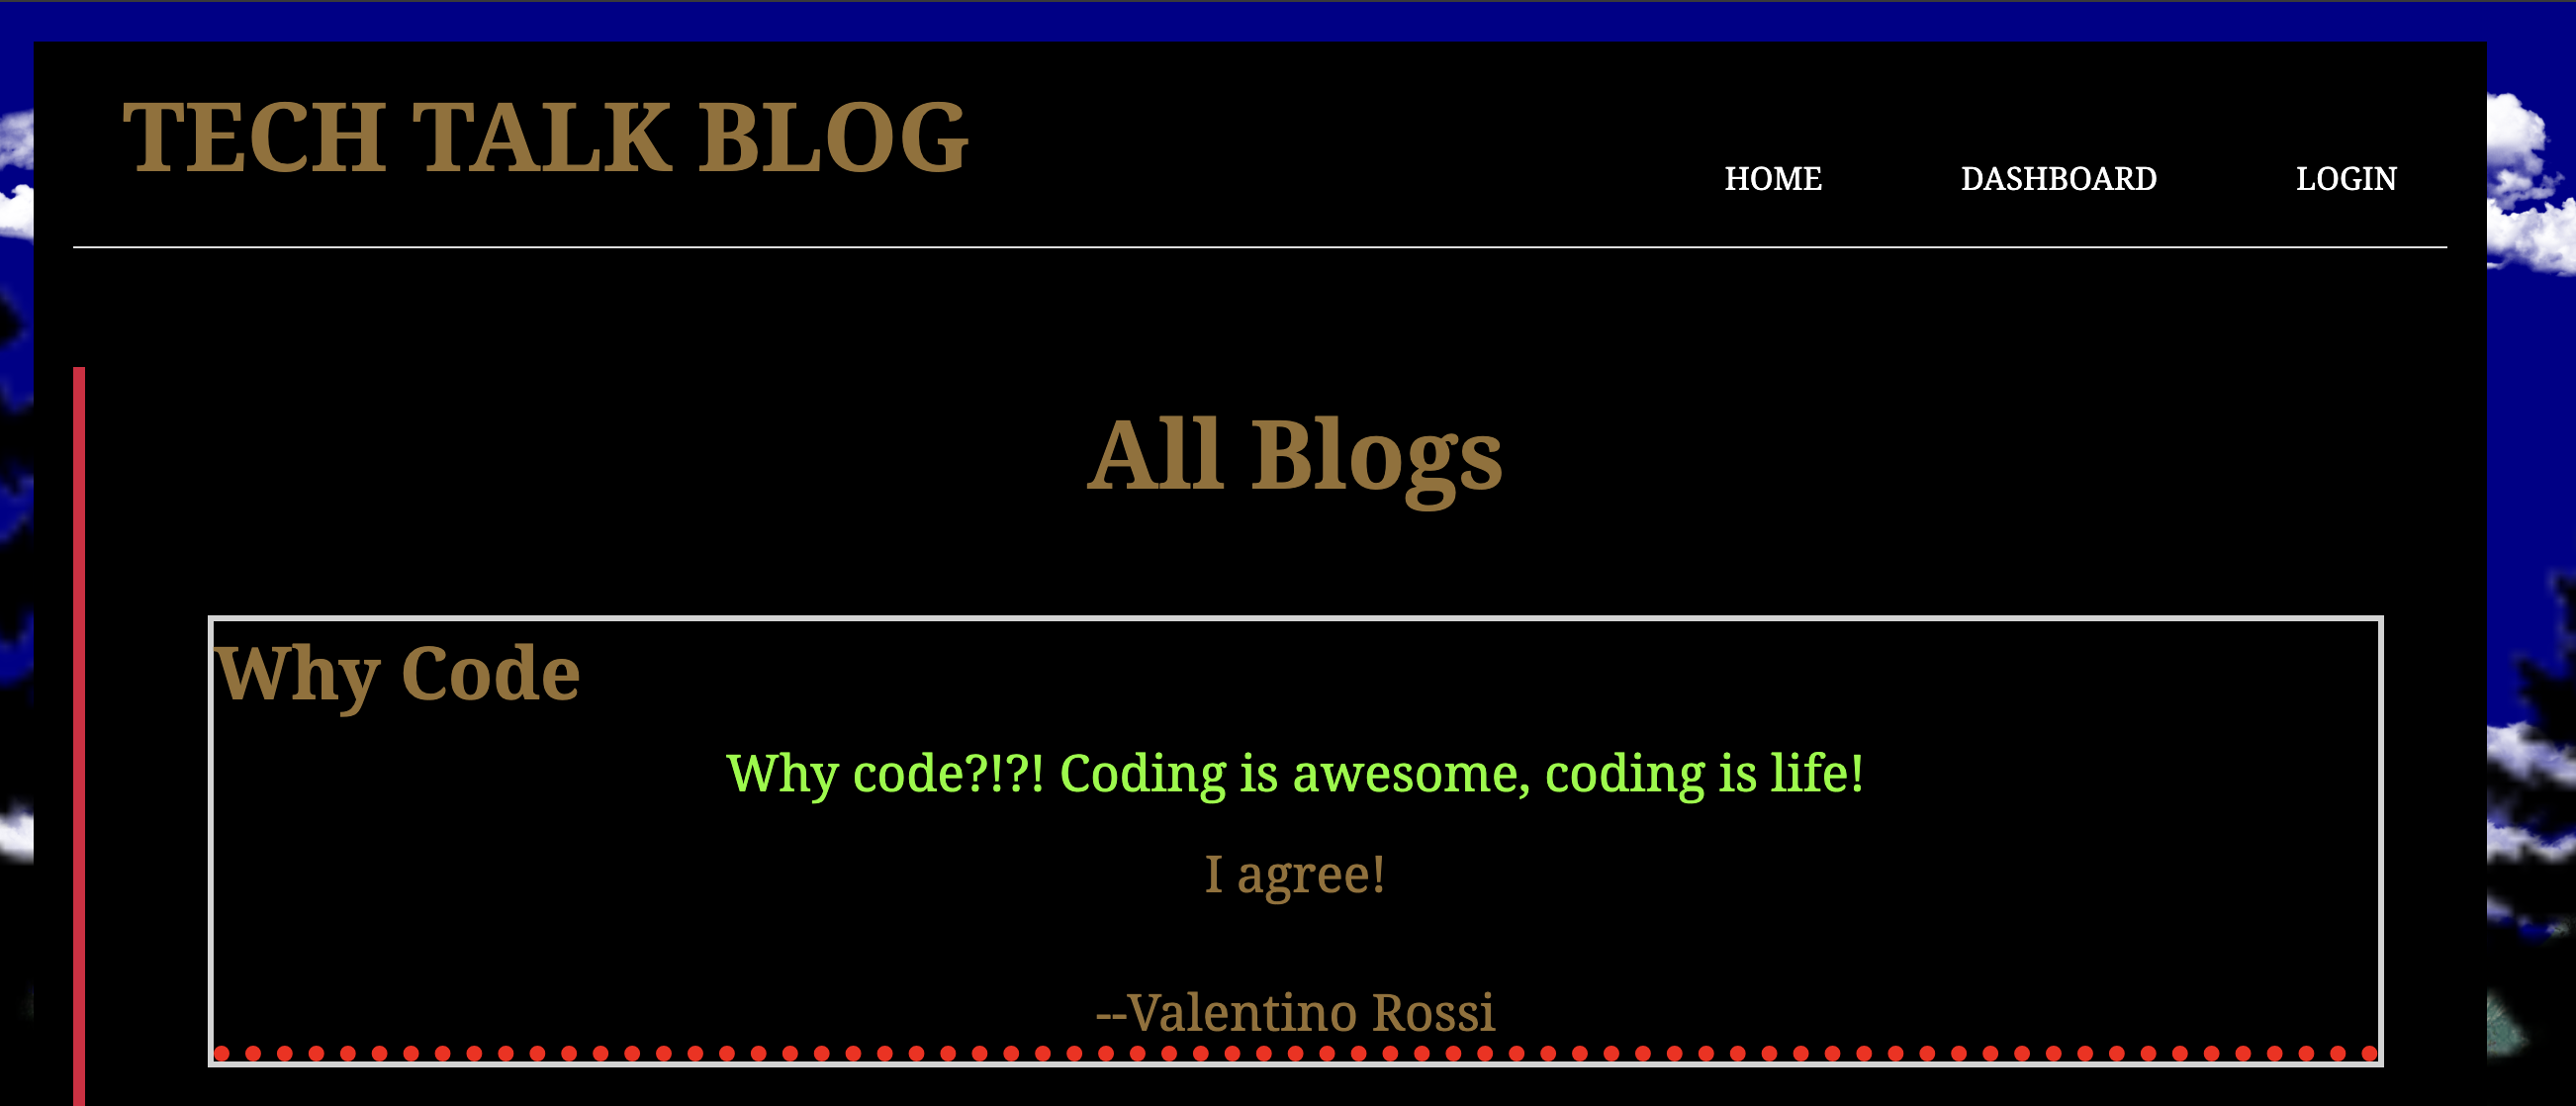 TECH TALK BLOG
HOME DASHBOARD LOGIN
All Blogs
Why Code
Why code?!?! Coding is awesome, coding is life!
I agree!
--Valentino Rossi